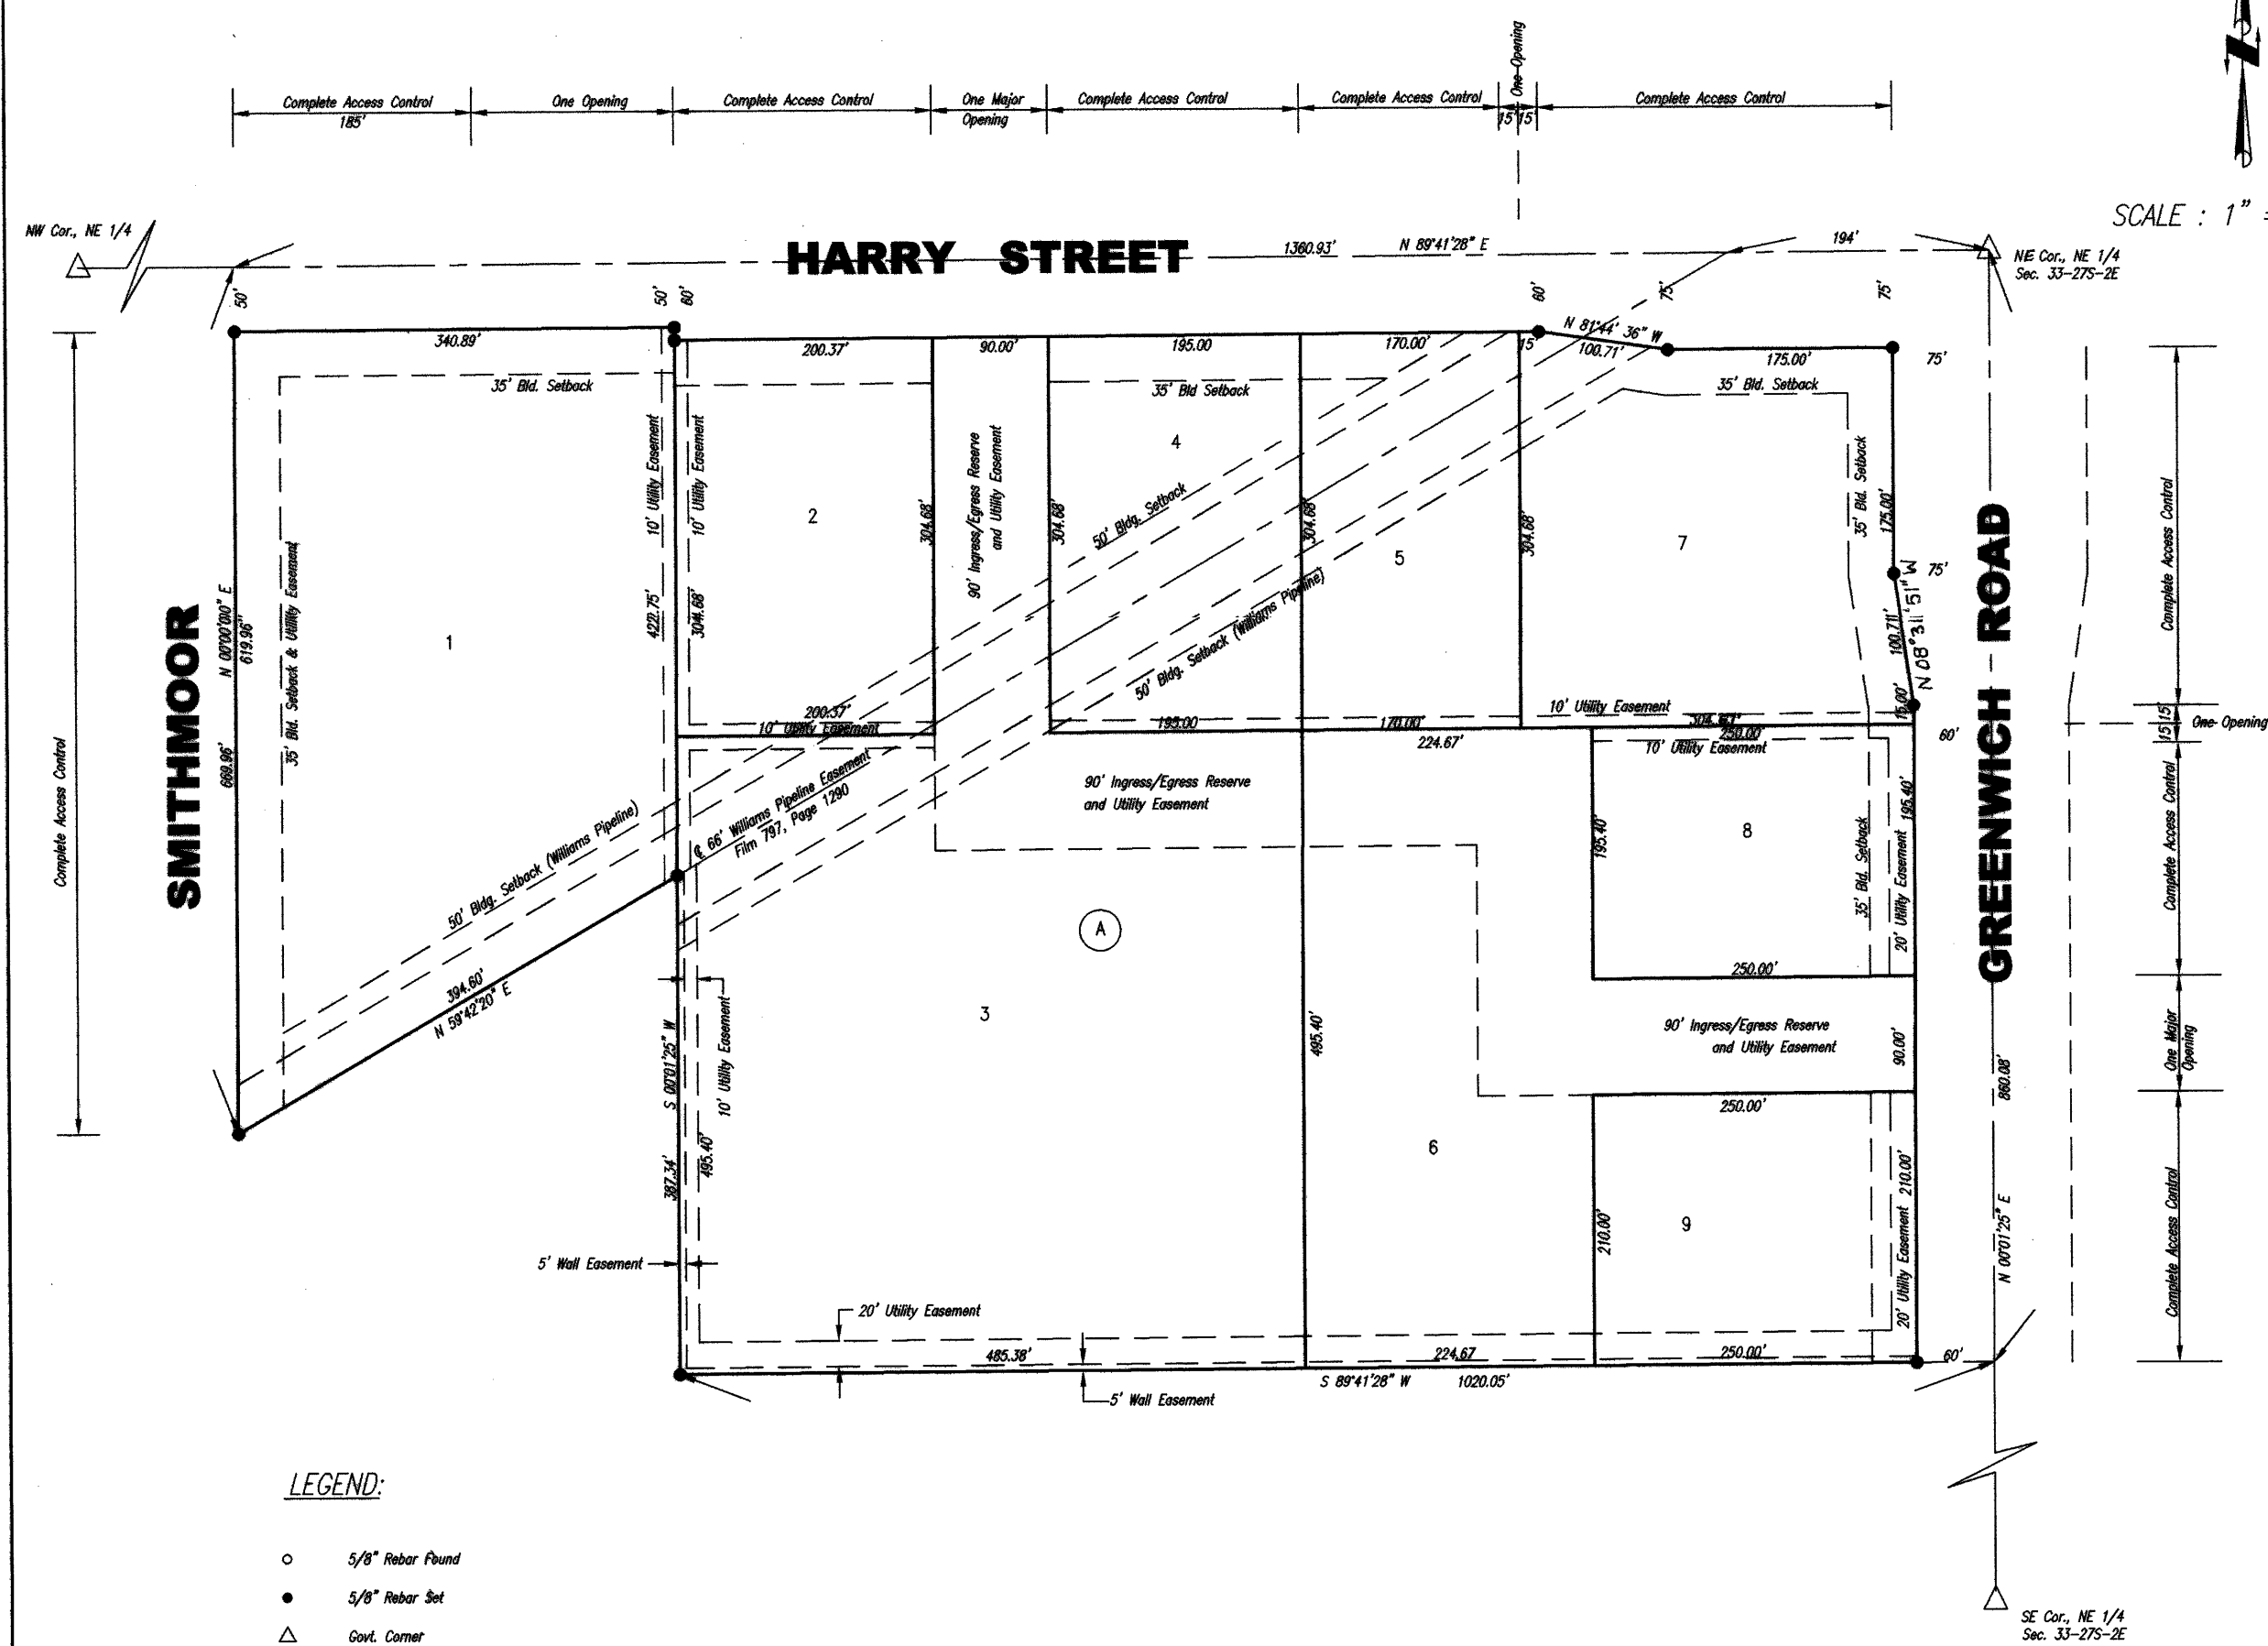 One Opening
Complete Access Control
185'
One Opening
Complete Access Control
One Major
Opening
Complete Access Control
Complete Access Control
15'
15'
Complete Access Control
SCALE : 1" =
NW Cor., NE 1/4
HARRY STREET
1360.93'
N 89°41'28" E
194'
NE Cor., NE 1/4
Sec. 33-27S-2E
50'
50'
60'
60'
75'
75'
340.89'
200.37'
90.00'
195.00
170.00'
15'
N 81°44' 36" W
100.71'
175.00'
75'
35' Bld. Setback
35' Bld Setback
35' Bld. Setback
10' Utility Easement
10' Utility Easement
90' Ingress/Egress Reserve
and Utility Easement
4
2
5
7
1
50' Bldg. Setback
50' Bldg. Setback (Williams Pipeline)
304.68'
304.68'
304.68'
304.68'
304.68'
422.75'
35' Bld. Setback
175.00'
75'
100.711'
N 08°31'51" W
15.00'
Complete Access Control
SMITHMOOR
N 00°00'00" E
619.96'
669.96'
35' Bld. Setback & Utility Easement
Complete Access Control
200.37'
10' Utility Easement
195.00
170.00'
224.67'
10' Utility Easement
250.00'
10' Utility Easement
60'
15'
15'
One Opening
GREENWICH ROAD
90' Ingress/Egress Reserve
and Utility Easement
50' Bldg. Setback (Williams Pipeline)
℄ 66' Williams Pipeline Easement
Film 797, Page 1290
195.40'
8
35' Bld. Setback
20' Utility Easement
195.40'
Complete Access Control
A
394.60'
N 59°42'20" E
250.00'
3
10' Utility Easement
S 00°01'25" W
495.40'
90' Ingress/Egress Reserve
and Utility Easement
90.00'
One Major
Opening
860.08'
250.00'
495.40'
387.34'
6
9
210.00'
20' Utility Easement
210.00'
N 00°01'25" E
Complete Access Control
5' Wall Easement
20' Utility Easement
485.38'
224.67
250.00'
60'
S 89°41'28" W
1020.05'
5' Wall Easement
LEGEND:
5/8" Rebar Found
5/8" Rebar Set
Govt. Corner
SE Cor., NE 1/4
Sec. 33-27S-2E